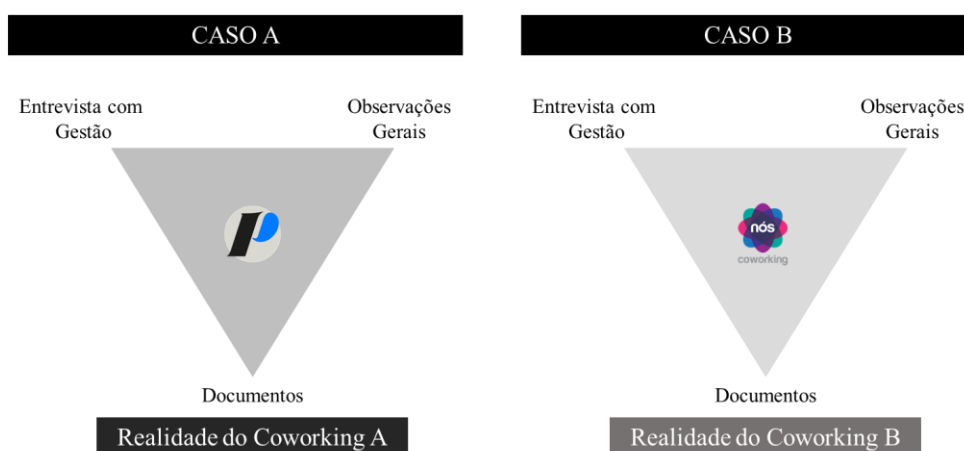 CASO A
CASO B
Entrevista com
Gestão
Observações
Gerais
Entrevista com
Gestão
Observações
Gerais
P
nós
coworking
Documentos
Documentos
Realidade do Coworking A
Realidade do Coworking B